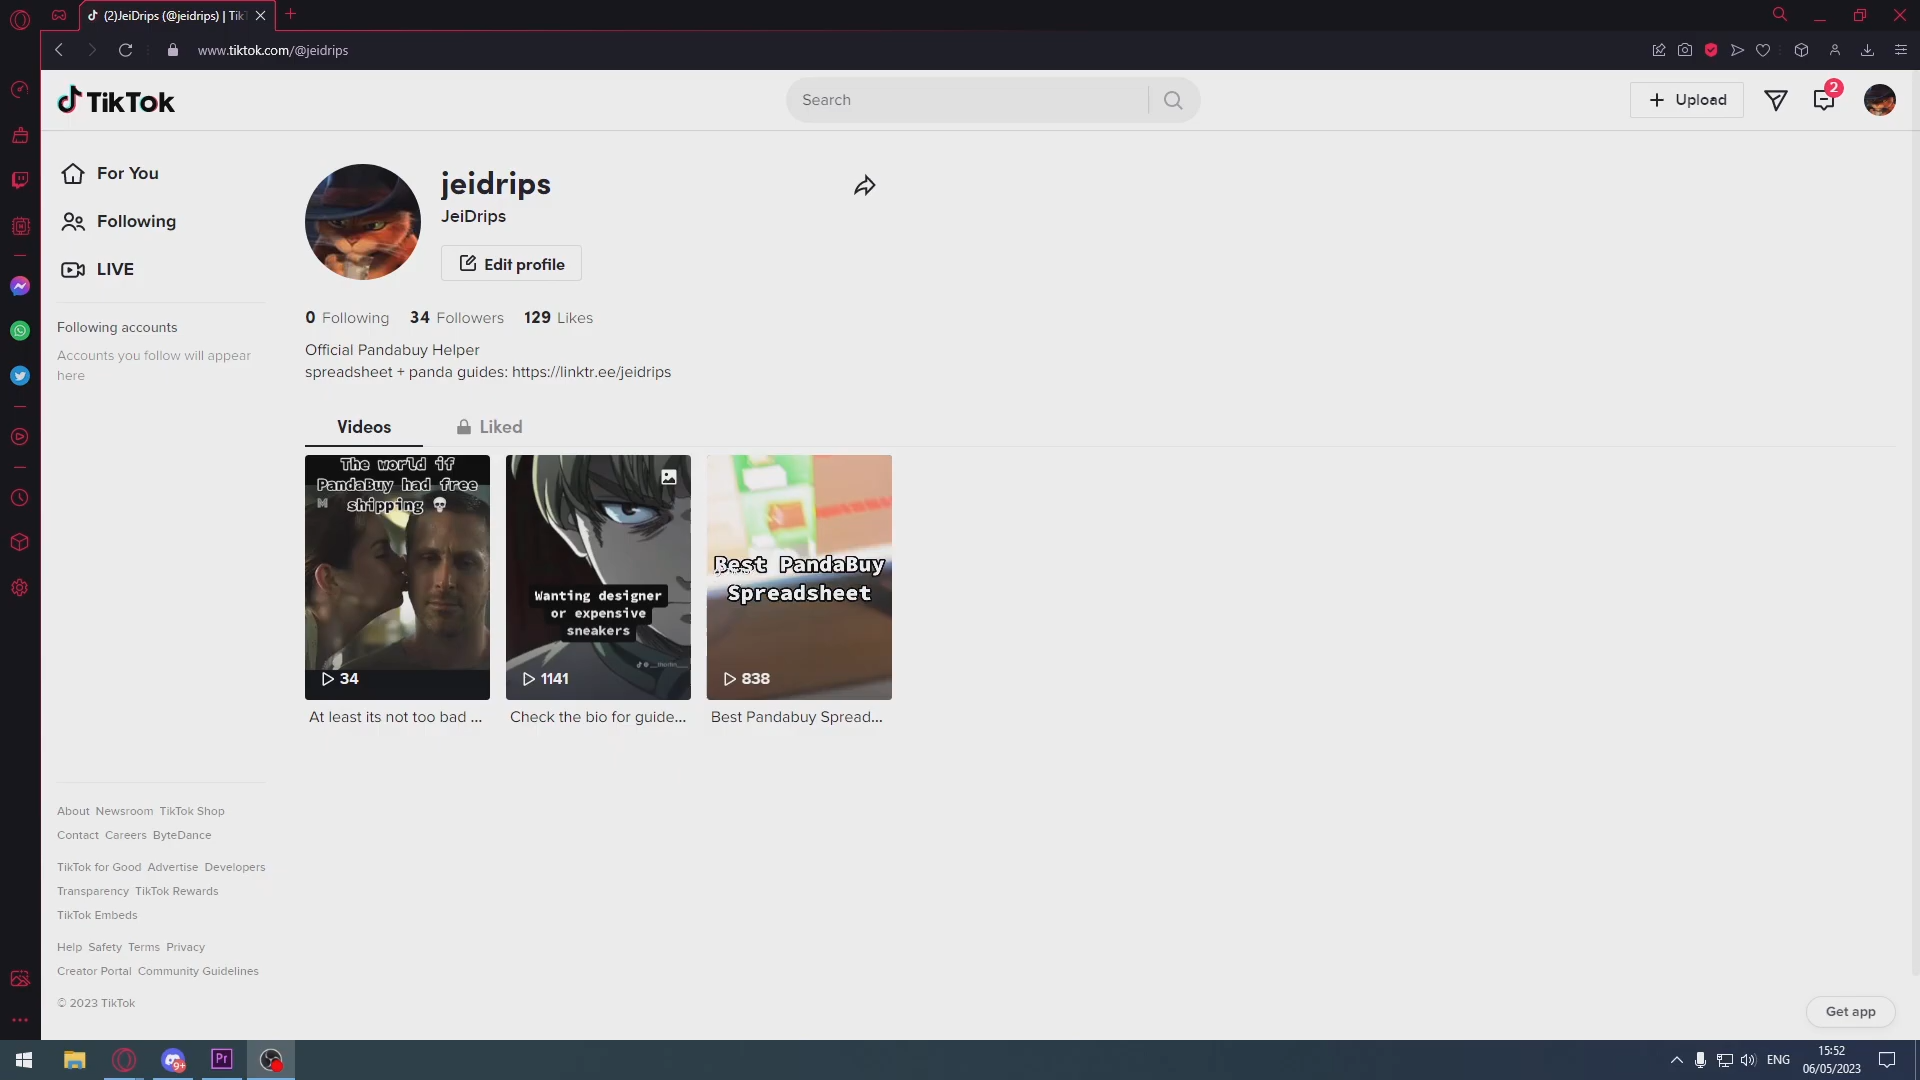 (2)JeiDrips (@jeidrips) | Tik
www.tiktok.com/@jeidrips
TikTok
Search
Upload
2
For You
Following
LIVE
Following accounts
Accounts you follow will appear
here
jeidrips
JeiDrips
Edit profile
0 Following 34 Followers 129 Likes
Official Pandabuy Helper
spreadsheet + panda guides: https://linktr.ee/jeidrips
Videos
Liked
The world if
PandaBuy had free
shipping
34
At least its not too bad ...
Wanting designer
or expensive
sneakers
1141
Check the bio for guide...
Best PandaBuy
Spreadsheet
838
Best Pandabuy Spread...
About Newsroom TikTok Shop
Contact Careers ByteDance
TikTok for Good Advertise Developers
Transparency TikTok Rewards
TikTok Embeds
Help Safety Terms Privacy
Creator Portal Community Guidelines
© 2023 TikTok
Get app
9+
Pr
ENG
15:52
06/05/2023